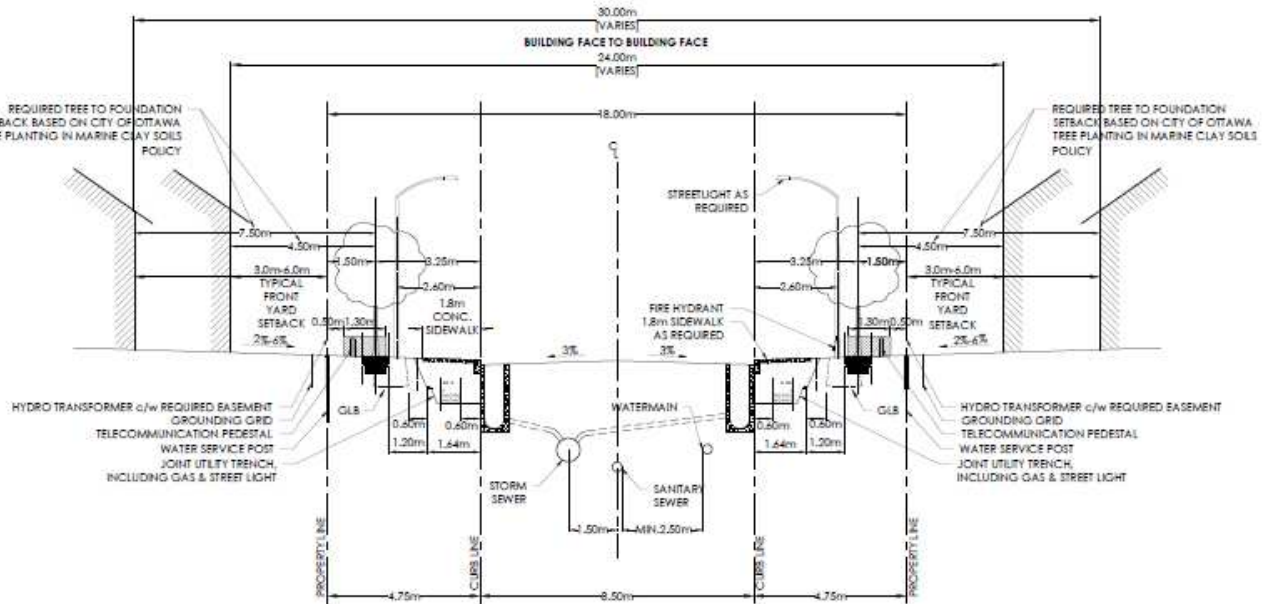 30.00m
[VARIES]
BUILDING FACE TO BUILDING FACE
24.00m
[VARIES]
18.00m
REQUIRED TREE TO FOUNDATION
BACK BASED ON CITY OF OTTAWA
E PLANTING IN MARINE CLAY SOILS
POLICY
REQUIRED TREE TO FOUNDATION
SETBACK BASED ON CITY OF OTTAWA
TREE PLANTING IN MARINE CLAY SOILS
POLICY
STREETLIGHT AS
REQUIRED
7.50m
4.50m
1.50m
3.25m
2.60m
3.0m-6.0m
TYPICAL
FRONT
YARD
SETBACK
0.50m
1.30m
1.8m
CONC.
SIDEWALK
2%-6%
3%
3%
7.50m
4.50m
3.25m
1.50m
2.60m
3.0m-6.0m
TYPICAL
FRONT
YARD
SETBACK
FIRE HYDRANT
1.8m SIDEWALK
AS REQUIRED
1.30m
0.50m
2%-6%
HYDRO TRANSFORMER c/w REQUIRED EASEMENT
GROUNDING GRID
TELECOMMUNICATION PEDESTAL
WATER SERVICE POST
JOINT UTILITY TRENCH,
INCLUDING GAS & STREET LIGHT
GLB
0.60m
0.60m
1.20m
1.64m
STORM
SEWER
SANITARY
SEWER
WATERMAIN
1.50m
MIN.2.50m
0.60m
0.60m
1.64m
1.20m
GLB
HYDRO TRANSFORMER c/w REQUIRED EASEMENT
GROUNDING GRID
TELECOMMUNICATION PEDESTAL
WATER SERVICE POST
JOINT UTILITY TRENCH,
INCLUDING GAS & STREET LIGHT
PROPERTY LINE
CURB LINE
CURB LINE
PROPERTY LINE
4.75m
8.50m
4.75m